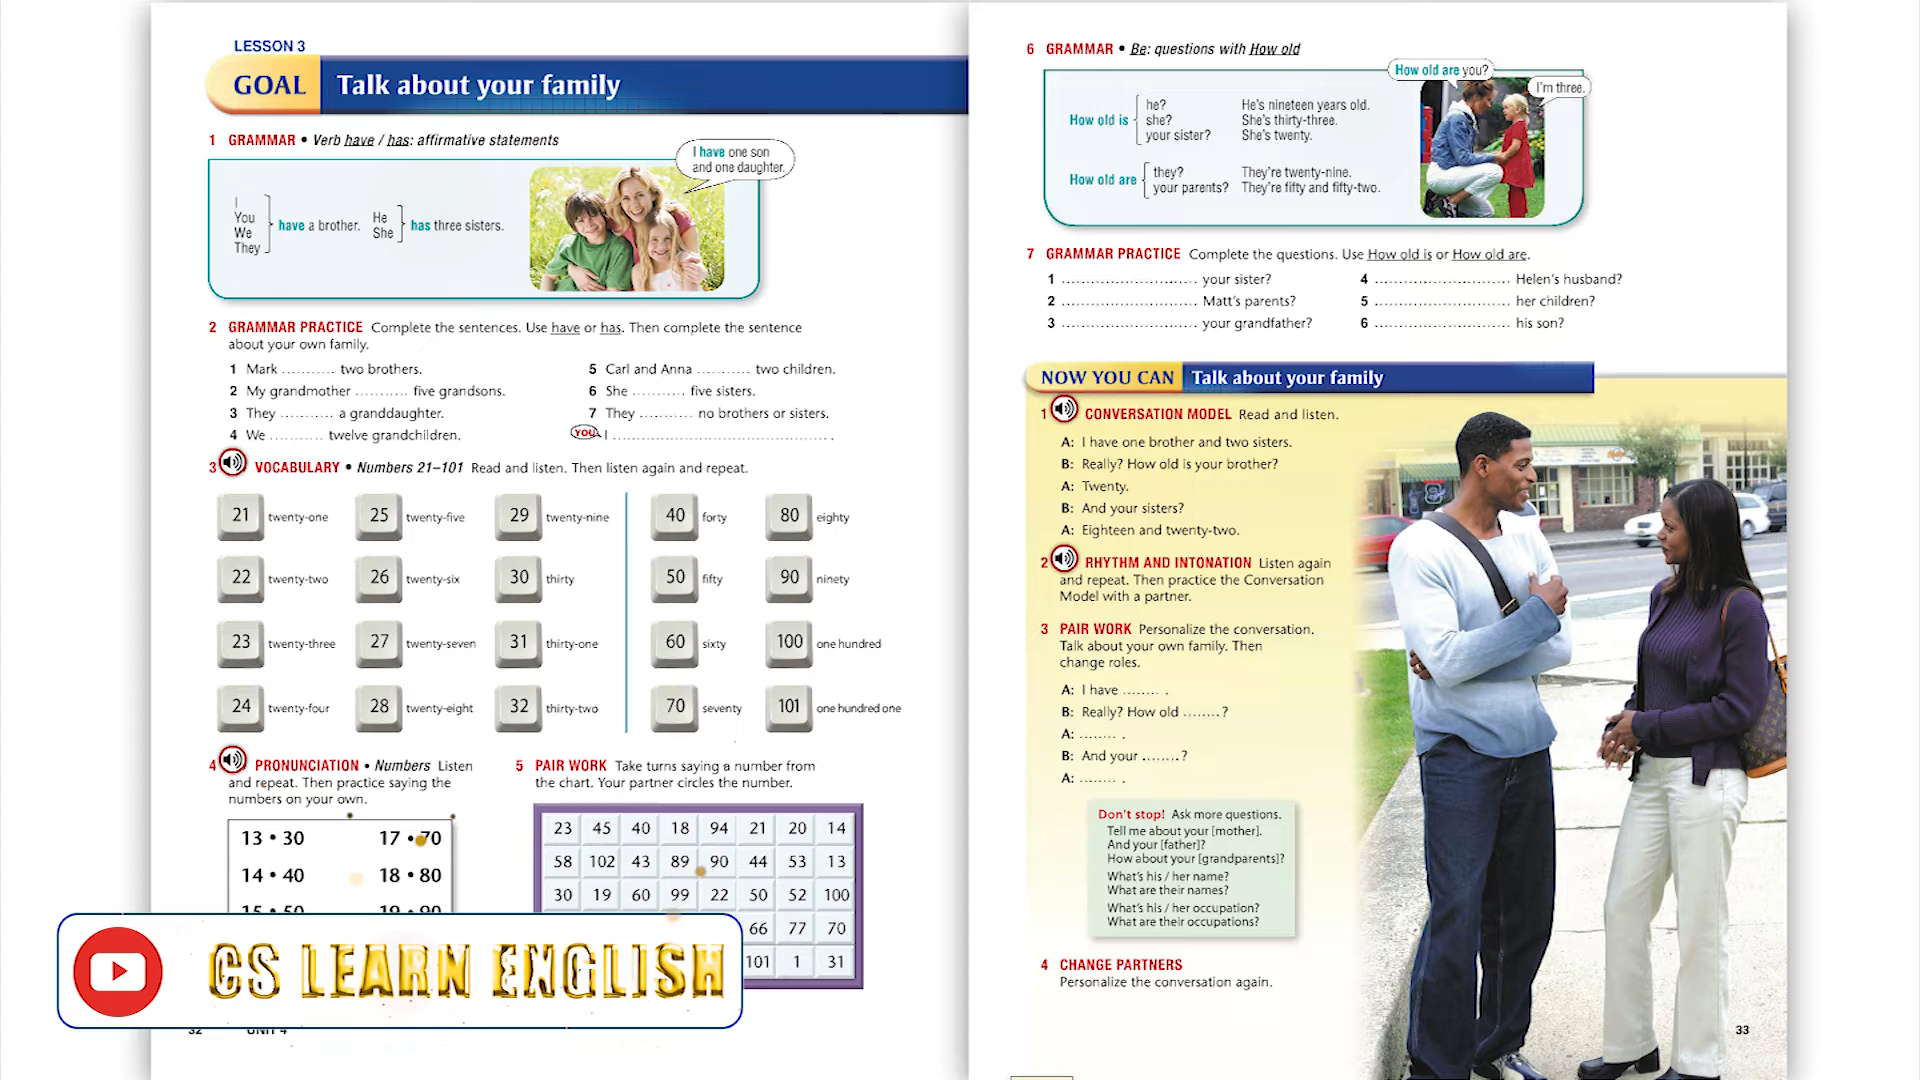 LESSON 3
GOAL Talk about your family
1 GRAMMAR • Verb have / has: affirmative statements
I have one son
and one daughter.
I
You
We
They
have a brother.
He
She
has three sisters.
2 GRAMMAR PRACTICE Complete the sentences. Use have or has. Then complete the sentence
about your own family.
1 Mark ........... two brothers.
2 My grandmother ........... five grandsons.
3 They ........... a granddaughter.
4 We ........... twelve grandchildren.
5 Carl and Anna ........... two children.
6 She ........... five sisters.
7 They ........... no brothers or sisters.
YOU I ............................................. .
3 VOCABULARY • Numbers 21–101 Read and listen. Then listen again and repeat.
21 twenty-one 25 twenty-five 29 twenty-nine 40 forty 80 eighty
22 twenty-two 26 twenty-six 30 thirty 50 fifty 90 ninety
23 twenty-three 27 twenty-seven 31 thirty-one 60 sixty 100 one hundred
24 twenty-four 28 twenty-eight 32 thirty-two 70 seventy 101 one hundred one
4 PRONUNCIATION • Numbers Listen
and repeat. Then practice saying the
numbers on your own.
13 • 30 17 • 70
14 • 40 18 • 80
15 • 50 19 • 90
5 PAIR WORK Take turns saying a number from
the chart. Your partner circles the number.
23 45 40 18 94 21 20 14
58 102 43 89 90 44 53 13
30 19 60 99 22 50 52 100
66 77 70
101 1 31
CS LEARN ENGLISH
32 UNIT 4
6 GRAMMAR • Be: questions with How old
How old are you?
I'm three.
How old is
he? He's nineteen years old.
she? She's thirty-three.
your sister? She's twenty.
How old are
they? They're twenty-nine.
your parents? They're fifty and fifty-two.
7 GRAMMAR PRACTICE Complete the questions. Use How old is or How old are.
1 ............................ your sister?
2 ............................ Matt's parents?
3 ............................ your grandfather?
4 ............................ Helen's husband?
5 ............................ her children?
6 ............................ his son?
NOW YOU CAN Talk about your family
1 CONVERSATION MODEL Read and listen.
A: I have one brother and two sisters.
B: Really? How old is your brother?
A: Twenty.
B: And your sisters?
A: Eighteen and twenty-two.
2 RHYTHM AND INTONATION Listen again
and repeat. Then practice the Conversation
Model with a partner.
3 PAIR WORK Personalize the conversation.
Talk about your own family. Then
change roles.
A: I have ........ .
B: Really? How old ........?
A: ........ .
B: And your ........?
A: ........ .
Don't stop! Ask more questions.
Tell me about your [mother].
And your [father]?
How about your [grandparents]?
What's his / her name?
What are their names?
What's his / her occupation?
What are their occupations?
4 CHANGE PARTNERS
Personalize the conversation again.
33